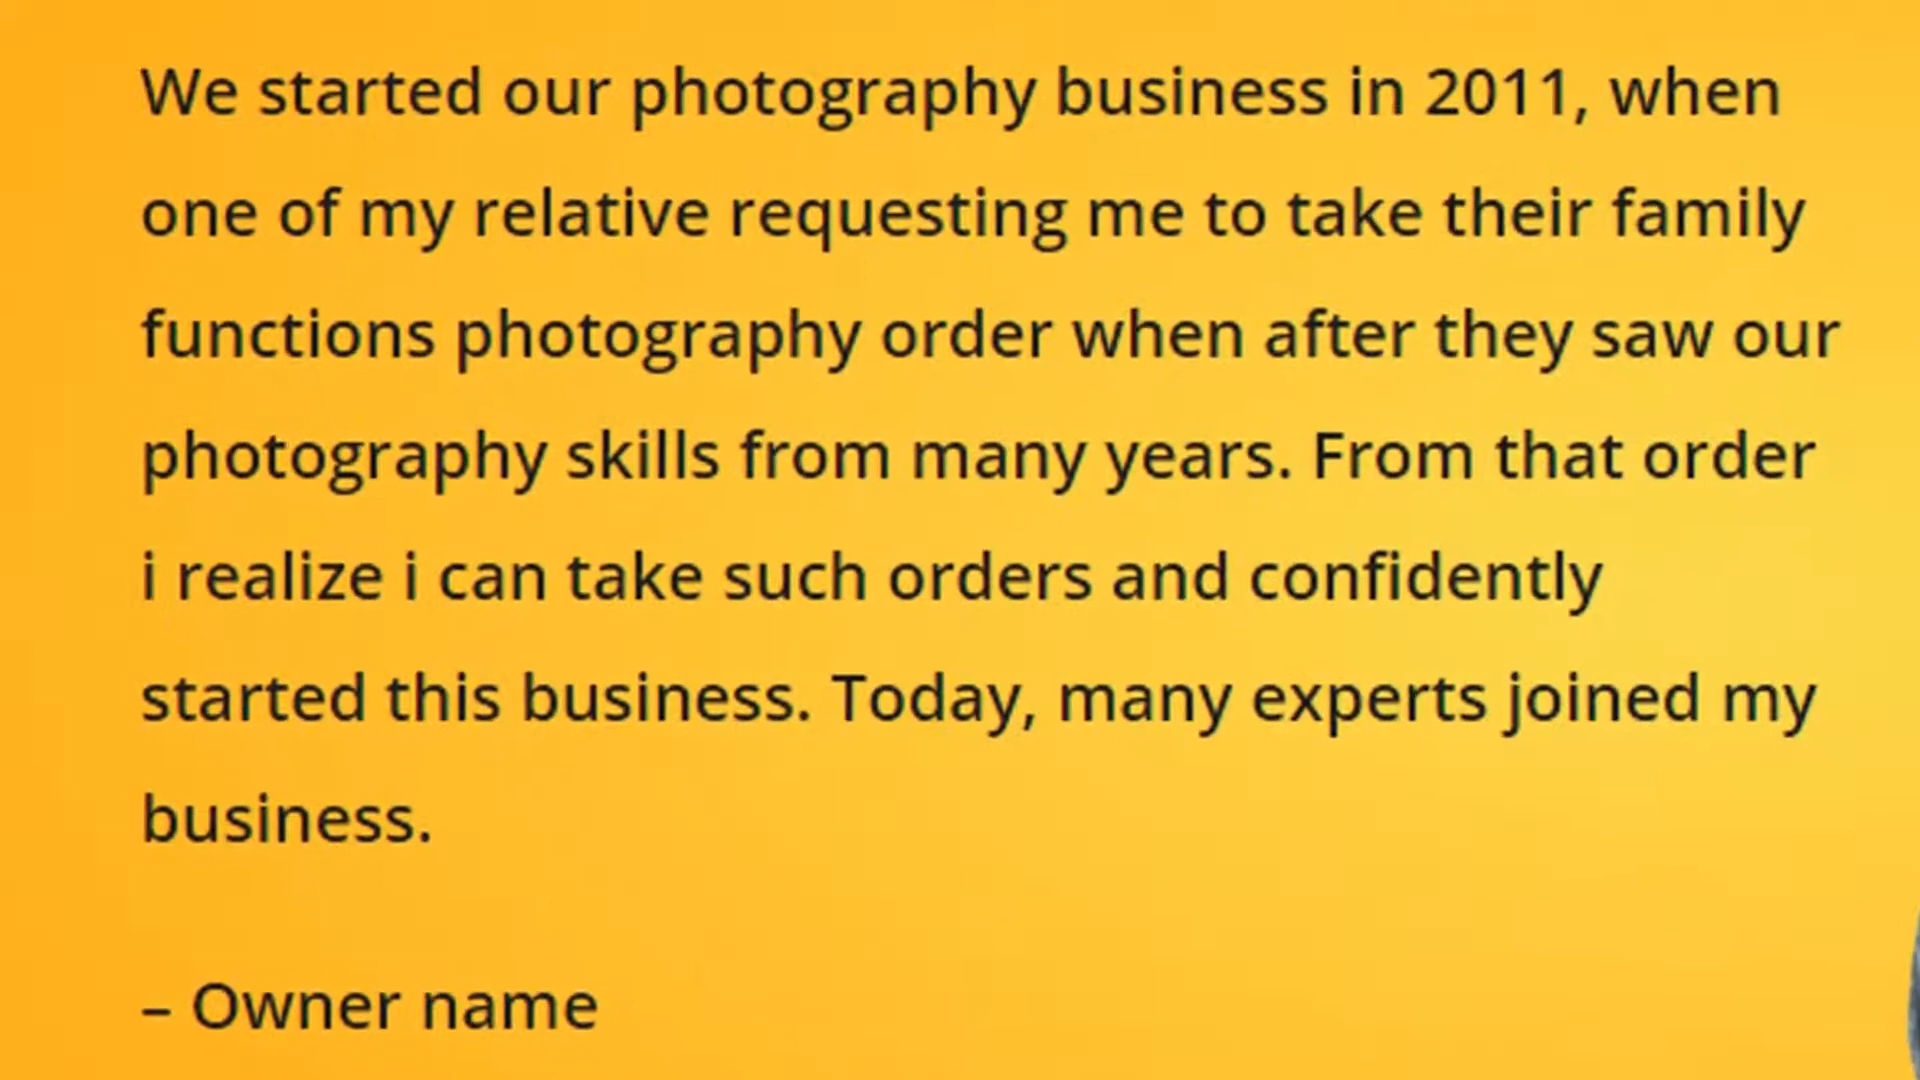 We started our photography business in 2011, when
one of my relative requesting me to take their family
functions photography order when after they saw our
photography skills from many years. From that order
i realize i can take such orders and confidently
started this business. Today, many experts joined my
business.
– Owner name